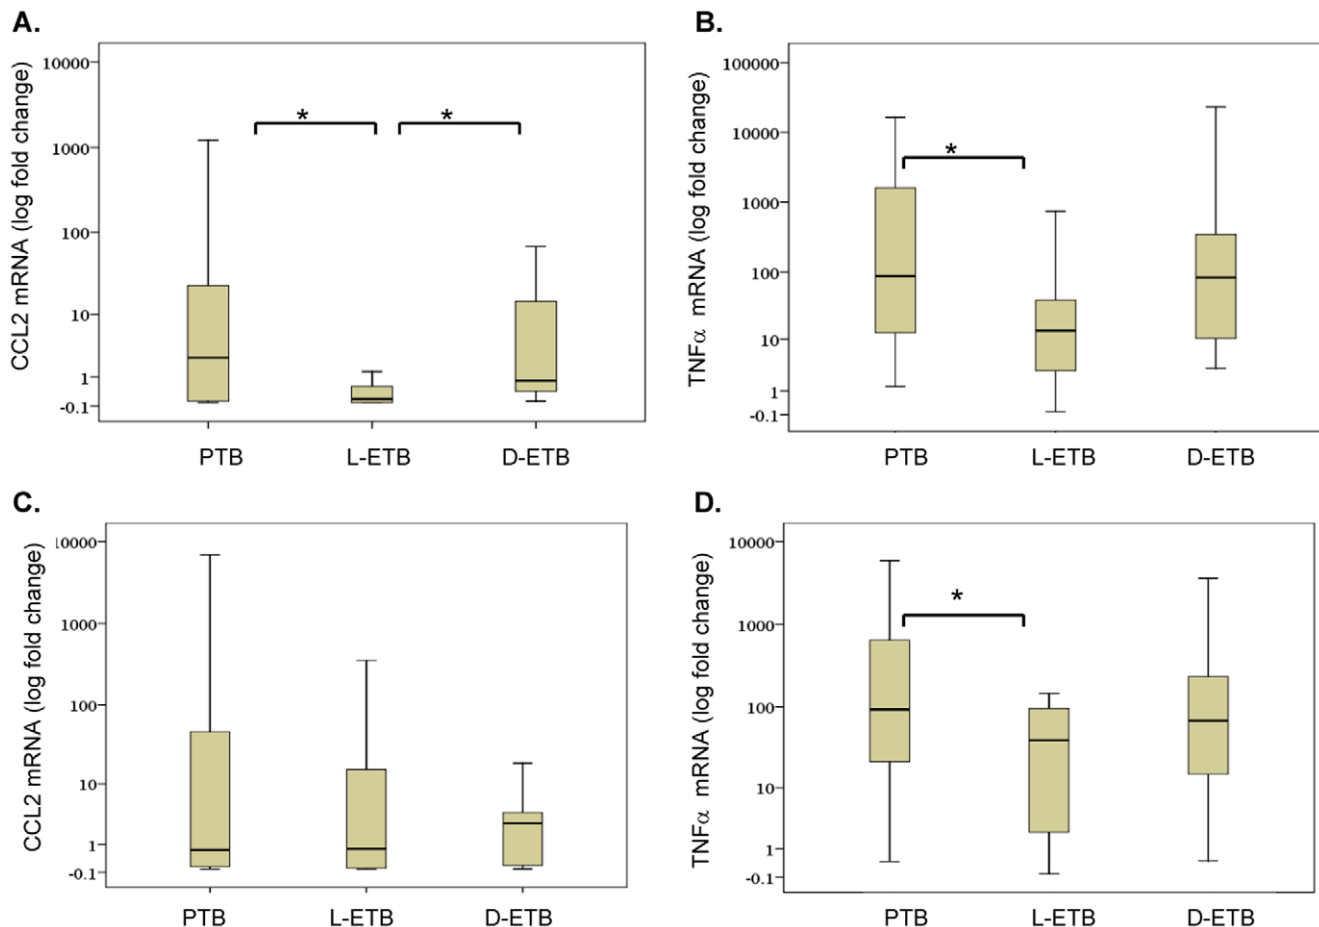 A.
CCL2 mRNA (log fold change)
10000
1000
100
10
1
-0.1
*
*
PTB L-ETB D-ETB
B.
TNFα mRNA (log fold change)
100000
10000
1000
100
10
1
-0.1
*
PTB L-ETB D-ETB
C.
CCL2 mRNA (log fold change)
10000
1000
100
10
1
-0.1
PTB L-ETB D-ETB
D.
TNFα mRNA (log fold change)
10000
1000
100
10
1
-0.1
*
PTB L-ETB D-ETB